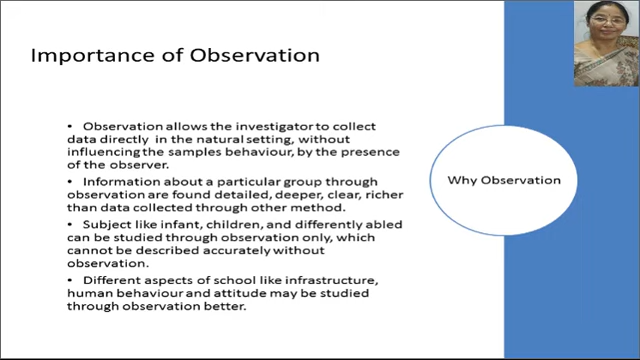 Importance of Observation
• Observation allows the investigator to collect
data directly in the natural setting, without
influencing the samples behaviour, by the presence
of the observer.
• Information about a particular group through
observation are found detailed, deeper, clear, richer
than data collected through other method.
• Subject like infant, children, and differently abled
can be studied through observation only, which
cannot be described accurately without
observation.
• Different aspects of school like infrastructure,
human behaviour and attitude may be studied
through observation better.
Why Observation